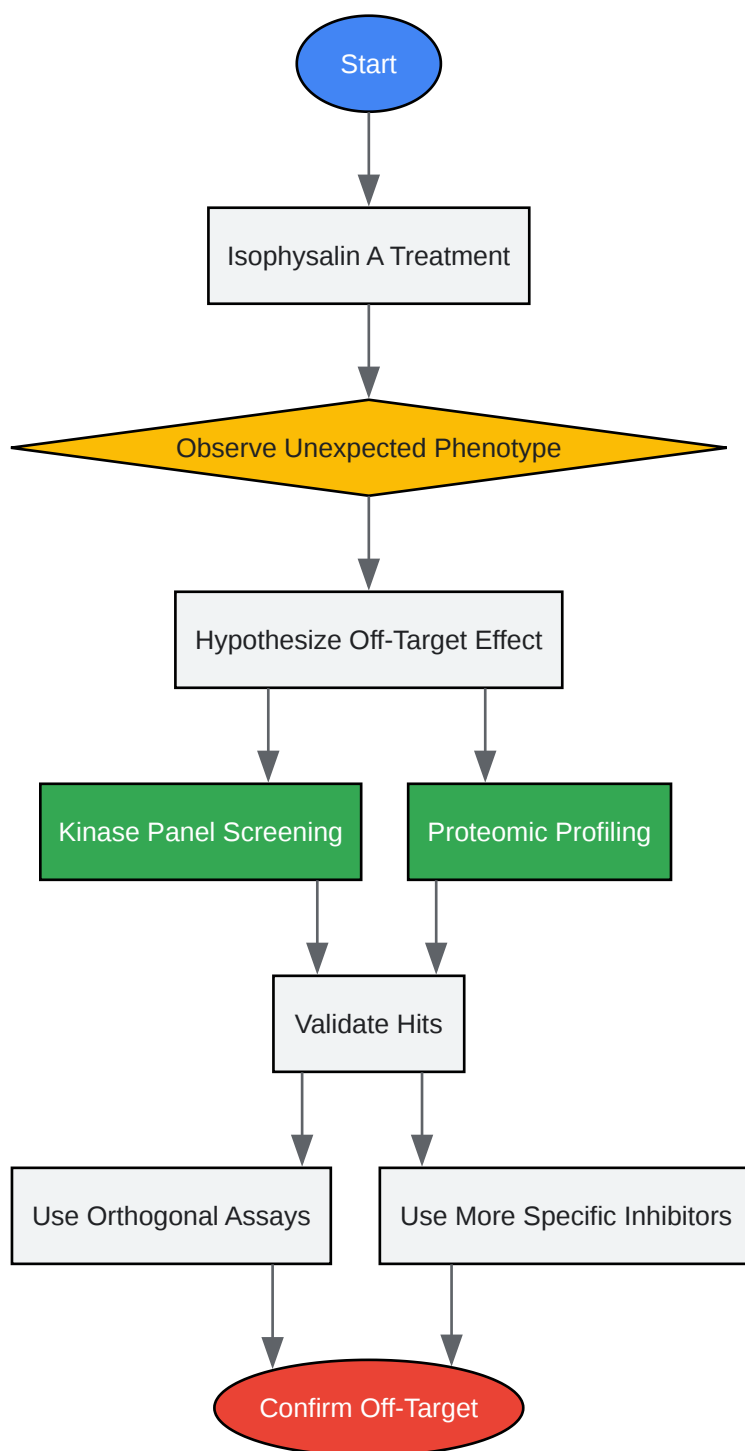 Start
Isophysalin A Treatment
Observe Unexpected Phenotype
Hypothesize Off-Target Effect
Kinase Panel Screening
Proteomic Profiling
Validate Hits
Use Orthogonal Assays
Use More Specific Inhibitors
Confirm Off-Target